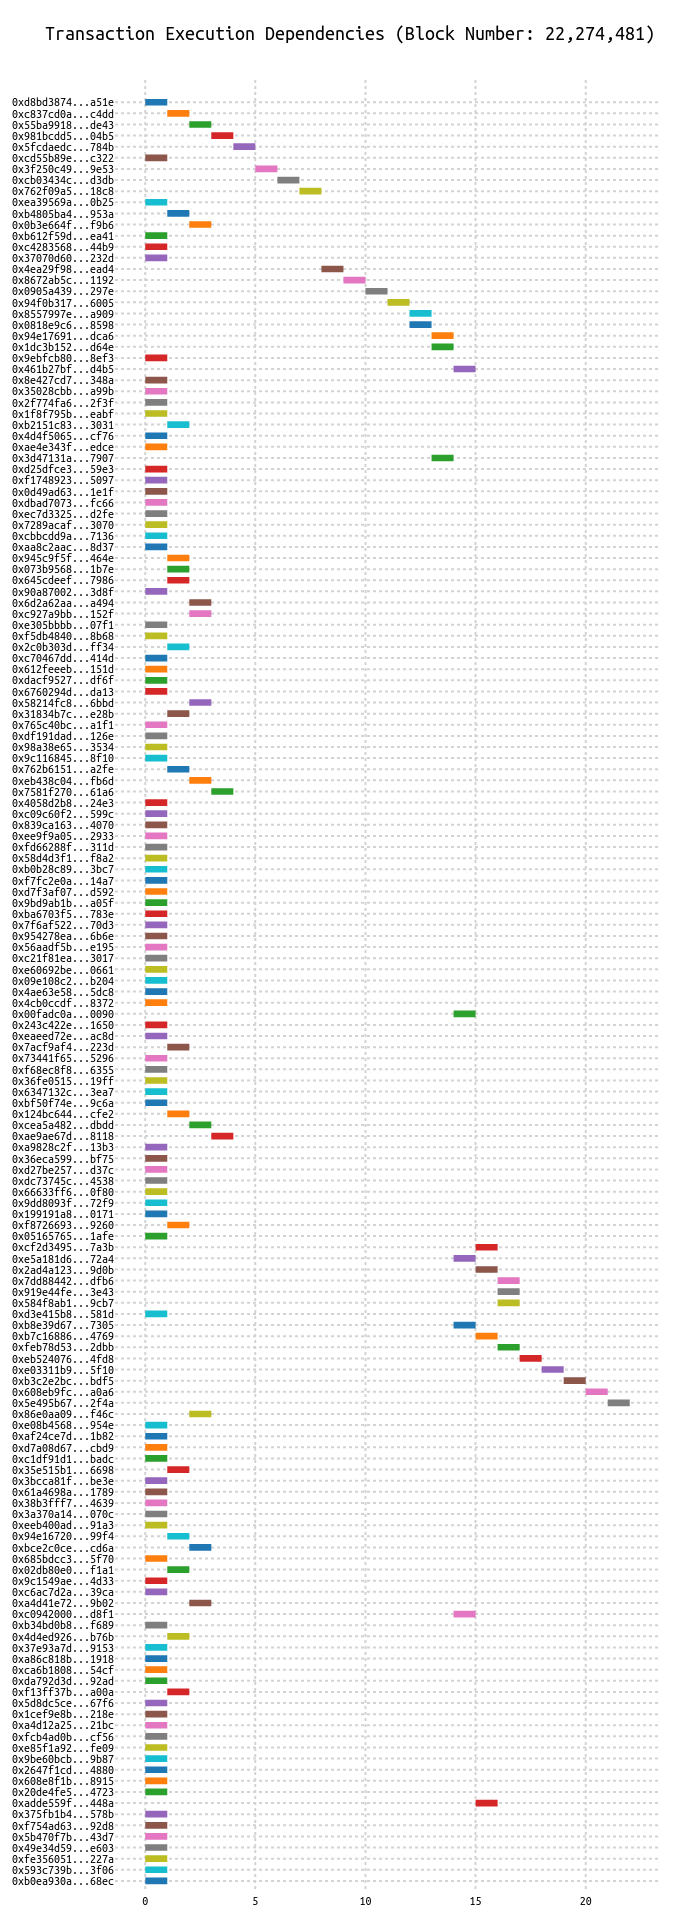 Transaction Execution Dependencies (Block Number: 22,274,481)
0xd8bd3874...a51e
0xc837cd0a...c4dd
0x55ba9918...de43
0x981bcdd5...04b5
0x5fcdaedc...784b
0xcd55b89e...c322
0x3f250c49...9e53
0xcb03434c...d3db
0x762f09a5...18c8
0xea39569a...0b25
0xb4805ba4...953a
0x0b3e664f...f9b6
0xb612f59d...ea41
0xc4283568...44b9
0x37070d60...232d
0x4ea29f98...ead4
0x8672ab5c...1192
0x0905a439...297e
0x94f0b317...6005
0x8557997e...a909
0x0818e9c6...8598
0x94e17691...dca6
0x1dc3b152...d64e
0x9ebfcb80...8ef3
0x461b27bf...d4b5
0x8e427cd7...348a
0x35028cbb...a99b
0x2f774fa6...2f3f
0x1f8f795b...eabf
0xb2151c83...3031
0x4d4f5065...cf76
0xae4e343f...edce
0x3d47131a...7907
0xd25dfce3...59e3
0xf1748923...5097
0x0d49ad63...1e1f
0xdbad7073...fc66
0xec7d3325...d2fe
0x7289acaf...3070
0xcbbcdd9a...7136
0xaa8c2aac...8d37
0x945c9f5f...464e
0x073b9568...1b7e
0x645cdeef...7986
0x90a87002...3d8f
0x6d2a62aa...a494
0xc927a9bb...152f
0xe305bbbb...07f1
0xf5db4840...8b68
0x2c0b303d...ff34
0xc70467dd...414d
0x612feeeb...151d
0xdacf9527...df6f
0x6760294d...da13
0x58214fc8...6bbd
0x31834b7c...e28b
0x765c40bc...a1f1
0xdf191dad...126e
0x98a38e65...3534
0x9c116845...8f10
0x762b6151...a2fe
0xeb438c04...fb6d
0x7581f270...61a6
0x4058d2b8...24e3
0xc09c60f2...599c
0x839ca163...4070
0xee9f9a05...2933
0xfd66288f...311d
0x58d4d3f1...f8a2
0xb0b28c89...3bc7
0xf7fc2e0a...14a7
0xd7f3af07...d592
0x9bd9ab1b...a05f
0xba6703f5...783e
0x7f6af522...70d3
0x954278ea...6b6e
0x56aadf5b...e195
0xc21f81ea...3017
0xe60692be...0661
0x09e108c2...b204
0x4ae63e58...5dc8
0x4cb0ccdf...8372
0x00fadc0a...0090
0x243c422e...1650
0xeaeed72e...ac8d
0x7acf9af4...223d
0x73441f65...5296
0xf68ec8f8...6355
0x36fe0515...19ff
0x6347132c...3ea7
0xbf50f74e...9c6a
0x124bc644...cfe2
0xcea5a482...dbdd
0xae9ae67d...8118
0xa9828c2f...13b3
0x36eca599...bf75
0xd27be257...d37c
0xdc73745c...4538
0x66633ff6...0f80
0x9dd8093f...72f9
0x199191a8...0171
0xf8726693...9260
0x05165765...1afe
0xcf2d3495...7a3b
0xe5a181d6...72a4
0x2ad4a123...9d0b
0x7dd88442...dfb6
0x919e44fe...3e43
0x584f8ab1...9cb7
0xd3e415b8...581d
0xb8e39d67...7305
0xb7c16886...4769
0xfeb78d53...2dbb
0xeb524076...4fd8
0xe03311b9...5f10
0xb3c2e2bc...bdf5
0x608eb9fc...a0a6
0x5e495b67...2f4a
0x86e0aa09...f46c
0xe08b4568...954e
0xaf24ce7d...1b82
0xd7a08d67...cbd9
0xc1df91d1...badc
0x35e515b1...6698
0x3bcca81f...be3e
0x61a4698a...1789
0x38b3fff7...4639
0x3a370a14...070c
0xeeb400ad...91a3
0x94e16720...99f4
0xbce2c0ce...cd6a
0x685bdcc3...5f70
0x02db80e0...f1a1
0x9c1549ae...4d33
0xc6ac7d2a...39ca
0xa4d41e72...9b02
0xc0942000...d8f1
0xb34bd0b8...f689
0x4d4ed926...b76b
0x37e93a7d...9153
0xa86c818b...1918
0xca6b1808...54cf
0xda792d3d...92ad
0xf13ff37b...a00a
0x5d8dc5ce...67f6
0x1cef9e8b...218e
0xa4d12a25...21bc
0xfcb4ad0b...cf56
0xe85f1a92...fe09
0x9be60bcb...9b87
0x2647f1cd...4880
0x608e8f1b...8915
0x20de4fe5...4723
0xadde559f...448a
0x375fb1b4...578b
0xf754ad63...92d8
0x5b470f7b...43d7
0x49e34d59...e603
0xfe356051...227a
0x593c739b...3f06
0xb0ea930a...68ec
0 5 10 15 20